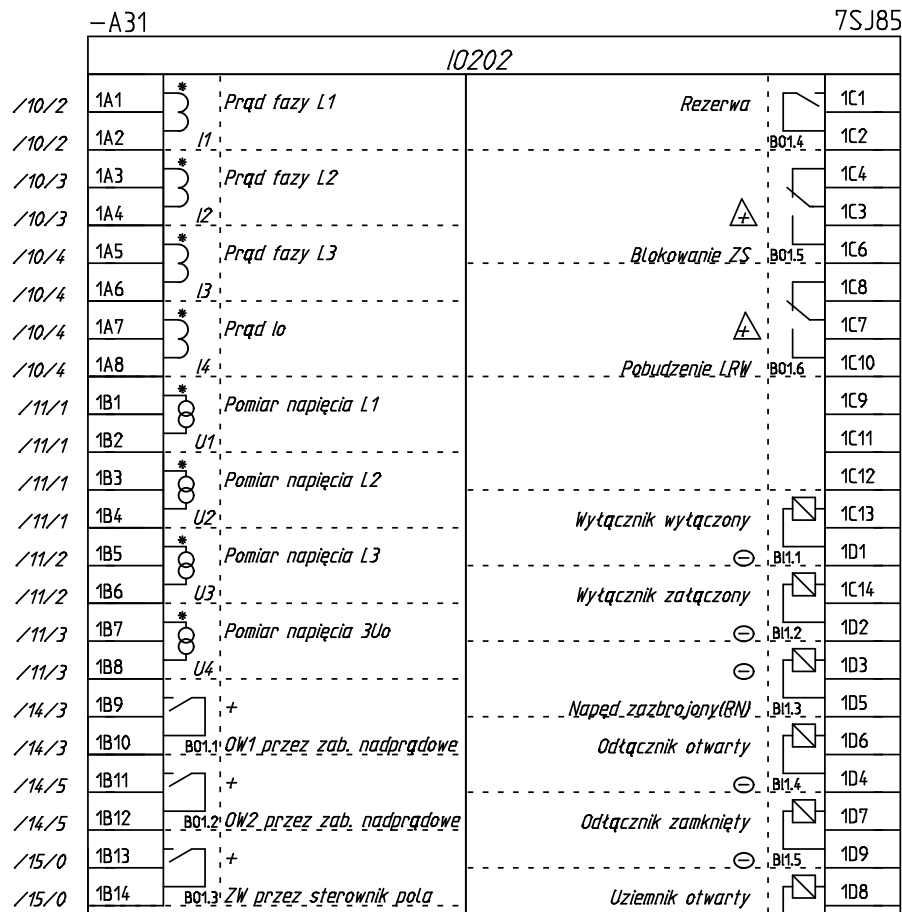 -A31 7SJ85
IO202
/10/2 1A1 * Prąd fazy L1 Rezerwa 1C1
/10/2 1A2 I1 BO1.4 1C2
/10/3 1A3 * Prąd fazy L2 1C4
/10/3 1A4 I2 + 1C3
/10/4 1A5 * Prąd fazy L3 Blokowanie ZS BO1.5 1C6
/10/4 1A6 I3 1C8
/10/4 1A7 * Prąd Io + 1C7
/10/4 1A8 I4 Pobudzenie LRW BO1.6 1C10
/11/1 1B1 * Pomiar napięcia L1 1C9
/11/1 1B2 U1 1C11
/11/1 1B3 * Pomiar napięcia L2 1C12
/11/1 1B4 U2 Wyłącznik wyłączony 1C13
/11/2 1B5 * Pomiar napięcia L3 BI1.1 1D1
/11/2 1B6 U3 Wyłącznik załączony 1C14
/11/3 1B7 * Pomiar napięcia 3Uo BI1.2 1D2
/11/3 1B8 U4 1D3
/14/3 1B9 + Napęd zazbrojony(RN) BI1.3 1D5
/14/3 1B10 BO1.1 OW1 przez zab. nadprądowe Odłącznik otwarty 1D6
/14/5 1B11 + BI1.4 1D4
/14/5 1B12 BO1.2 OW2 przez zab. nadprądowe Odłącznik zamknięty 1D7
/15/0 1B13 + BI1.5 1D9
/15/0 1B14 BO1.3 ZW przez sterownik pola Uziemnik otwarty 1D8